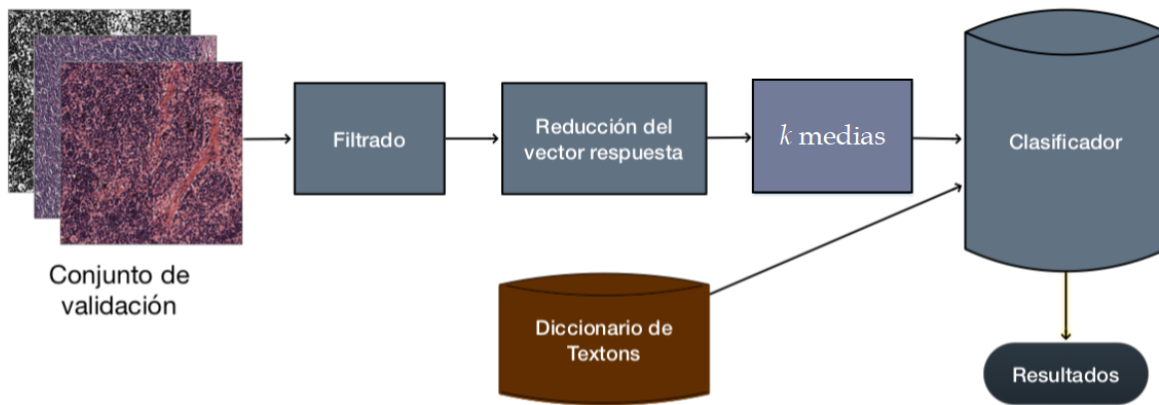 Conjunto de
validación
Filtrado
Reducción del
vector respuesta
k medias
Clasificador
Diccionario de
Textons
Resultados